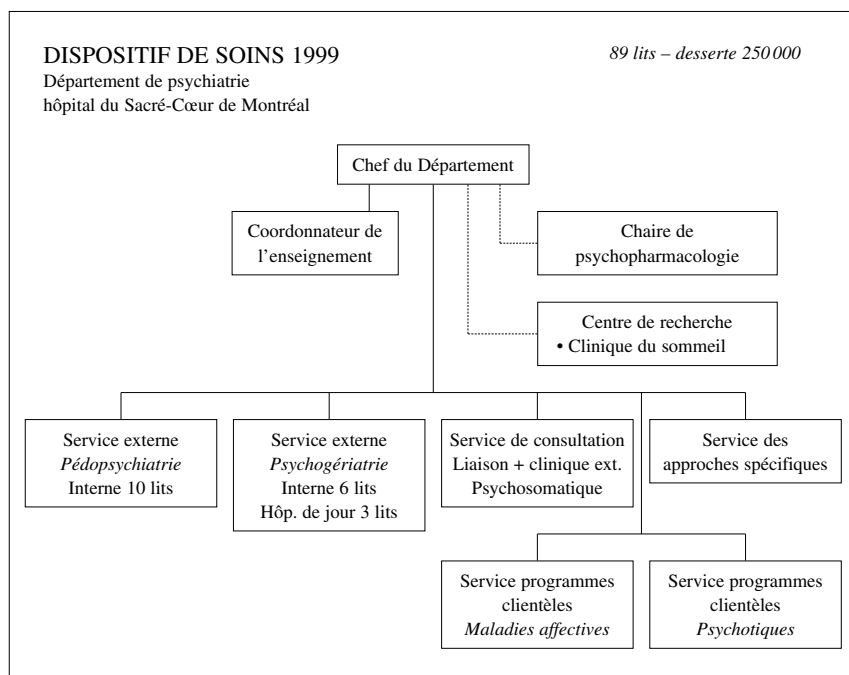 DISPOSITIF DE SOINS 1999
89 lits – desserte 250 000
Département de psychiatrie
hôpital du Sacré-Cœur de Montréal
Chef du Département
Coordonnateur de
l’enseignement
Chaire de
psychopharmacologie
Centre de recherche
• Clinique du sommeil
Service externe
Pédopsychiatrie
Interne 10 lits
Service externe
Psychogériatrie
Interne 6 lits
Hôp. de jour 3 lits
Service de consultation
Liaison + clinique ext.
Psychosomatique
Service des
approches spécifiques
Service programmes
clientèles
Maladies affectives
Service programmes
clientèles
Psychotiques